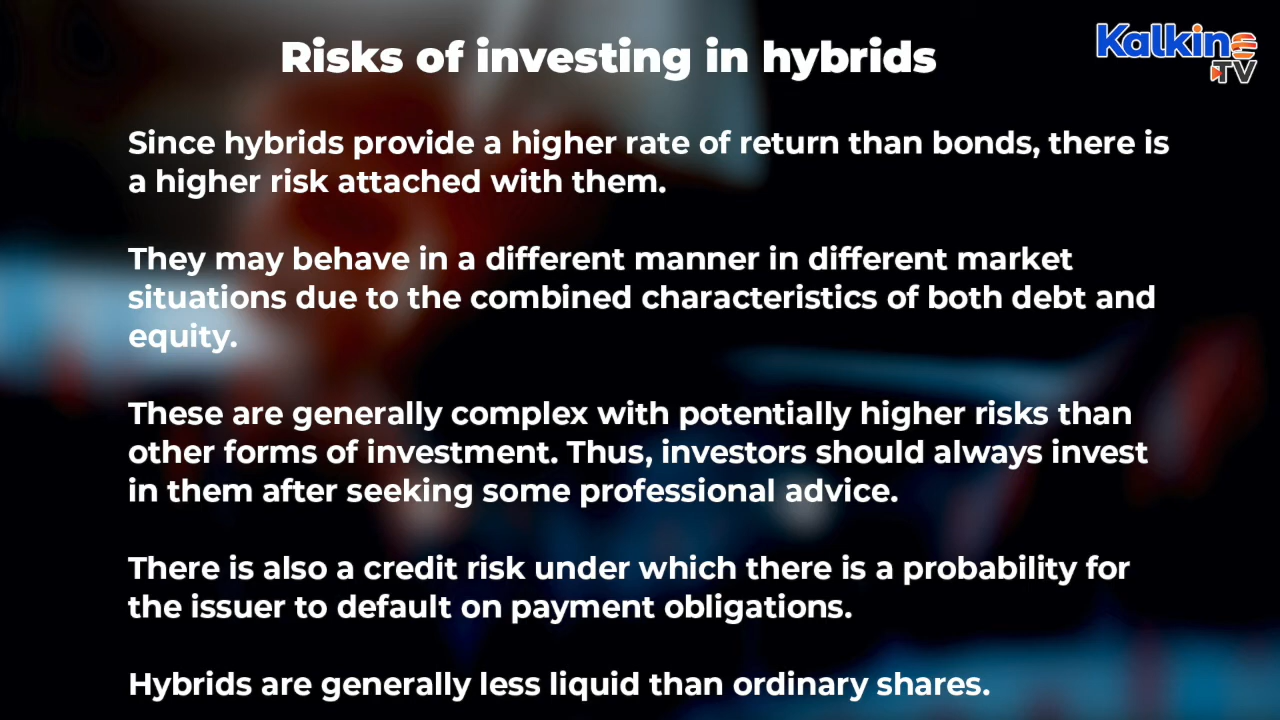 Risks of investing in hybrids
Kalkine
TV
Since hybrids provide a higher rate of return than bonds, there is
a higher risk attached with them.
They may behave in a different manner in different market
situations due to the combined characteristics of both debt and
equity.
These are generally complex with potentially higher risks than
other forms of investment. Thus, investors should always invest
in them after seeking some professional advice.
There is also a credit risk under which there is a probability for
the issuer to default on payment obligations.
Hybrids are generally less liquid than ordinary shares.